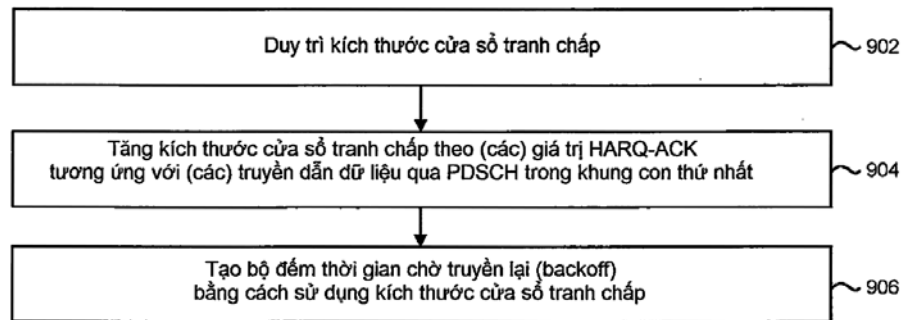 Duy trì kích thước cửa sổ tranh chấp
902
Tăng kích thước cửa sổ tranh chấp theo (các) giá trị HARQ-ACK
tương ứng với (các) truyền dẫn dữ liệu qua PDSCH trong khung con thứ nhất
904
Tạo bộ đếm thời gian chờ truyền lại (backoff)
bằng cách sử dụng kích thước cửa sổ tranh chấp
906